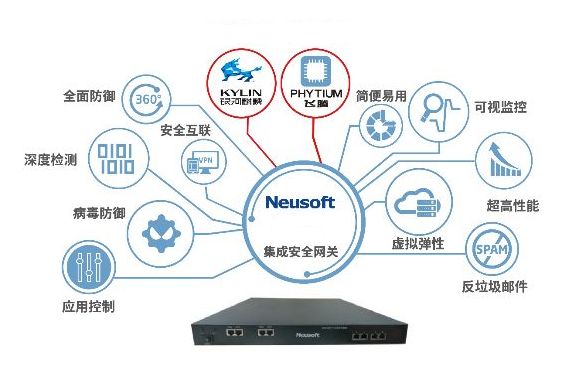 KYLIN
银河麒麟
PHYTIUM
飞腾
全面防御
360°
简便易用
可视监控
安全互联
VPN
深度检测
0101
1010
Neusoft
超高性能
病毒防御
集成安全网关
虚拟弹性
SPAM
应用控制
反垃圾邮件
Neusoft